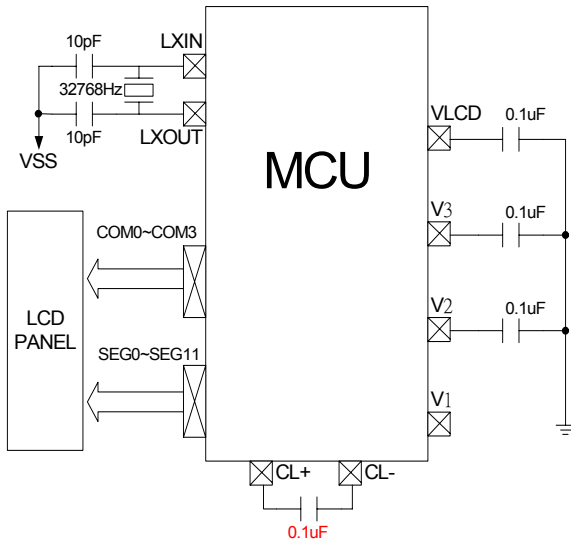 10pF
LXIN
32768Hz
10pF
LXOUT
VSS
MCU
VLCD
0.1uF
V3
0.1uF
V2
0.1uF
V1
COM0~COM3
LCD
PANEL
SEG0~SEG11
CL+
CL-
0.1uF